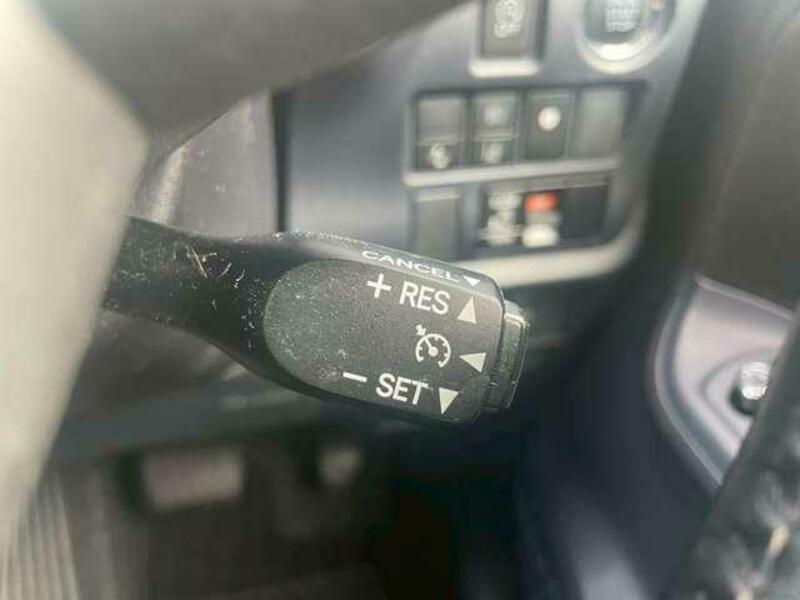 CANCEL
+ RES
- SET